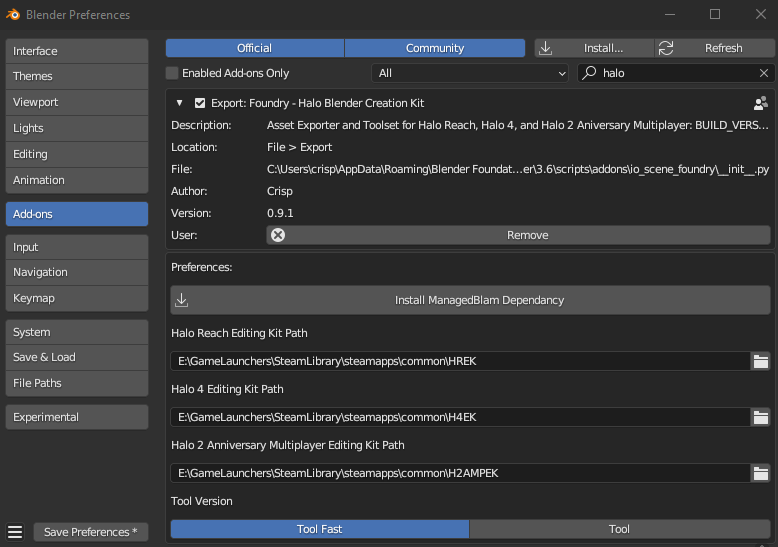 Blender Preferences
Interface
Themes
Viewport
Lights
Editing
Animation
Add-ons
Input
Navigation
Keymap
System
Save & Load
File Paths
Experimental
Save Preferences *
Official Community Install... Refresh
Enabled Add-ons Only All halo
Export: Foundry - Halo Blender Creation Kit
Description: Asset Exporter and Toolset for Halo Reach, Halo 4, and Halo 2 Aniversary Multiplayer: BUILD_VERS...
Location: File > Export
File: C:\Users\crisp\AppData\Roaming\Blender Foundat...er\3.6\scripts\addons\io_scene_foundry\__init__.py
Author: Crisp
Version: 0.9.1
User: Remove
Preferences:
Install ManagedBlam Dependancy
Halo Reach Editing Kit Path
E:\GameLaunchers\SteamLibrary\steamapps\common\HREK
Halo 4 Editing Kit Path
E:\GameLaunchers\SteamLibrary\steamapps\common\H4EK
Halo 2 Anniversary Multiplayer Editing Kit Path
E:\GameLaunchers\SteamLibrary\steamapps\common\H2AMPEK
Tool Version
Tool Fast Tool